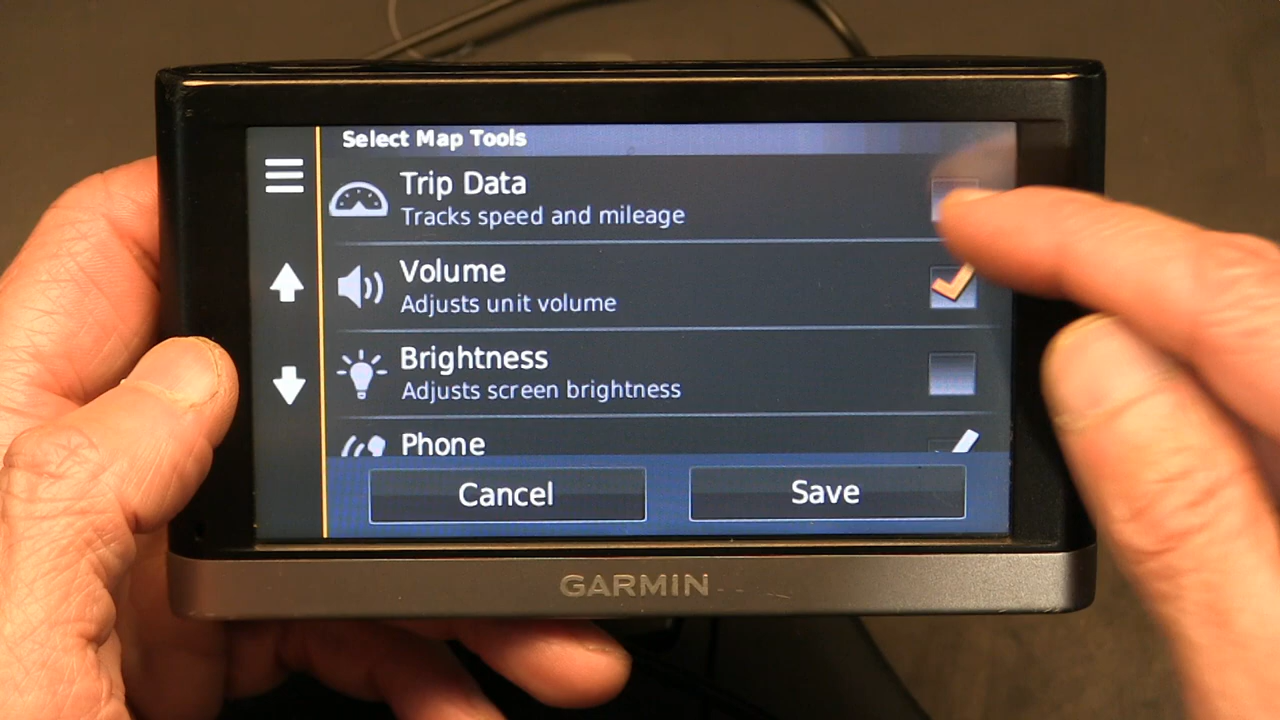 Select Map Tools
Trip Data
Tracks speed and mileage
Volume
Adjusts unit volume
Brightness
Adjusts screen brightness
Phone
Cancel
Save
GARMIN